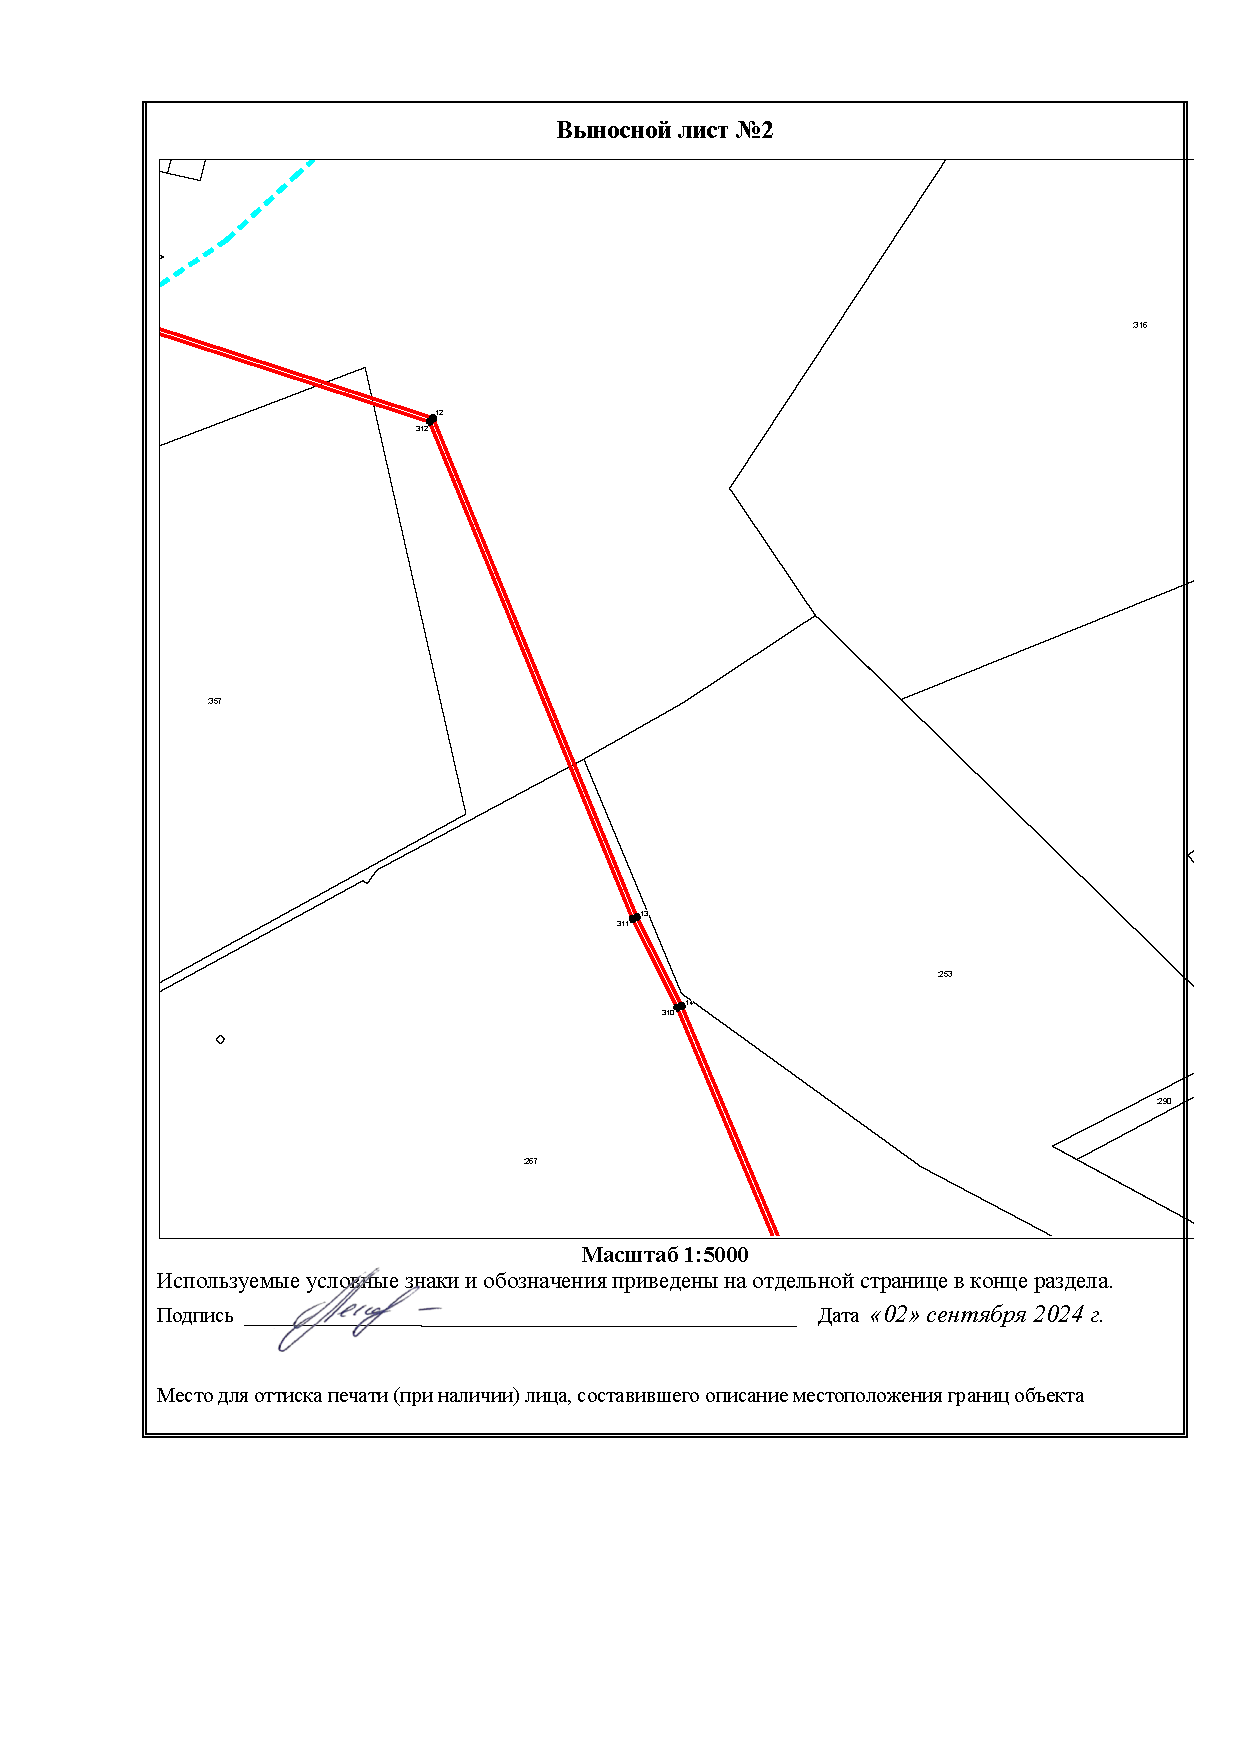 Выносной лист №2
:316
12
312
:357
13
311
:253
14
310
:290
:267
Масштаб 1:5000
Используемые условные знаки и обозначения приведены на отдельной странице в конце раздела.
Подпись Дата «02» сентября 2024 г.
Место для оттиска печати (при наличии) лица, составившего описание местоположения границ объекта